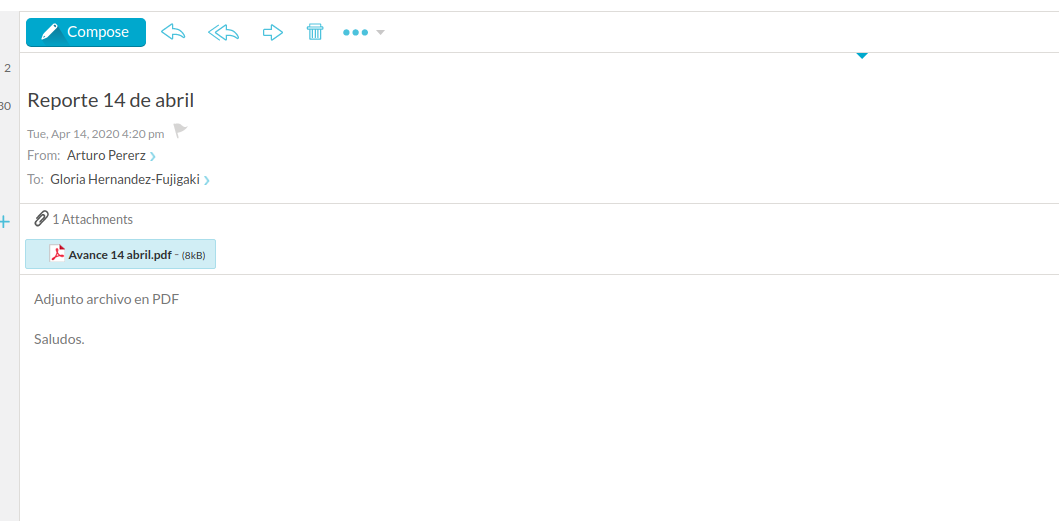 Compose
2
30
Reporte 14 de abril
Tue, Apr 14, 2020 4:20 pm
From: Arturo Pererz
To: Gloria Hernandez-Fujigaki
1 Attachments
Avance 14 abril.pdf - (8kB)
Adjunto archivo en PDF
Saludos.